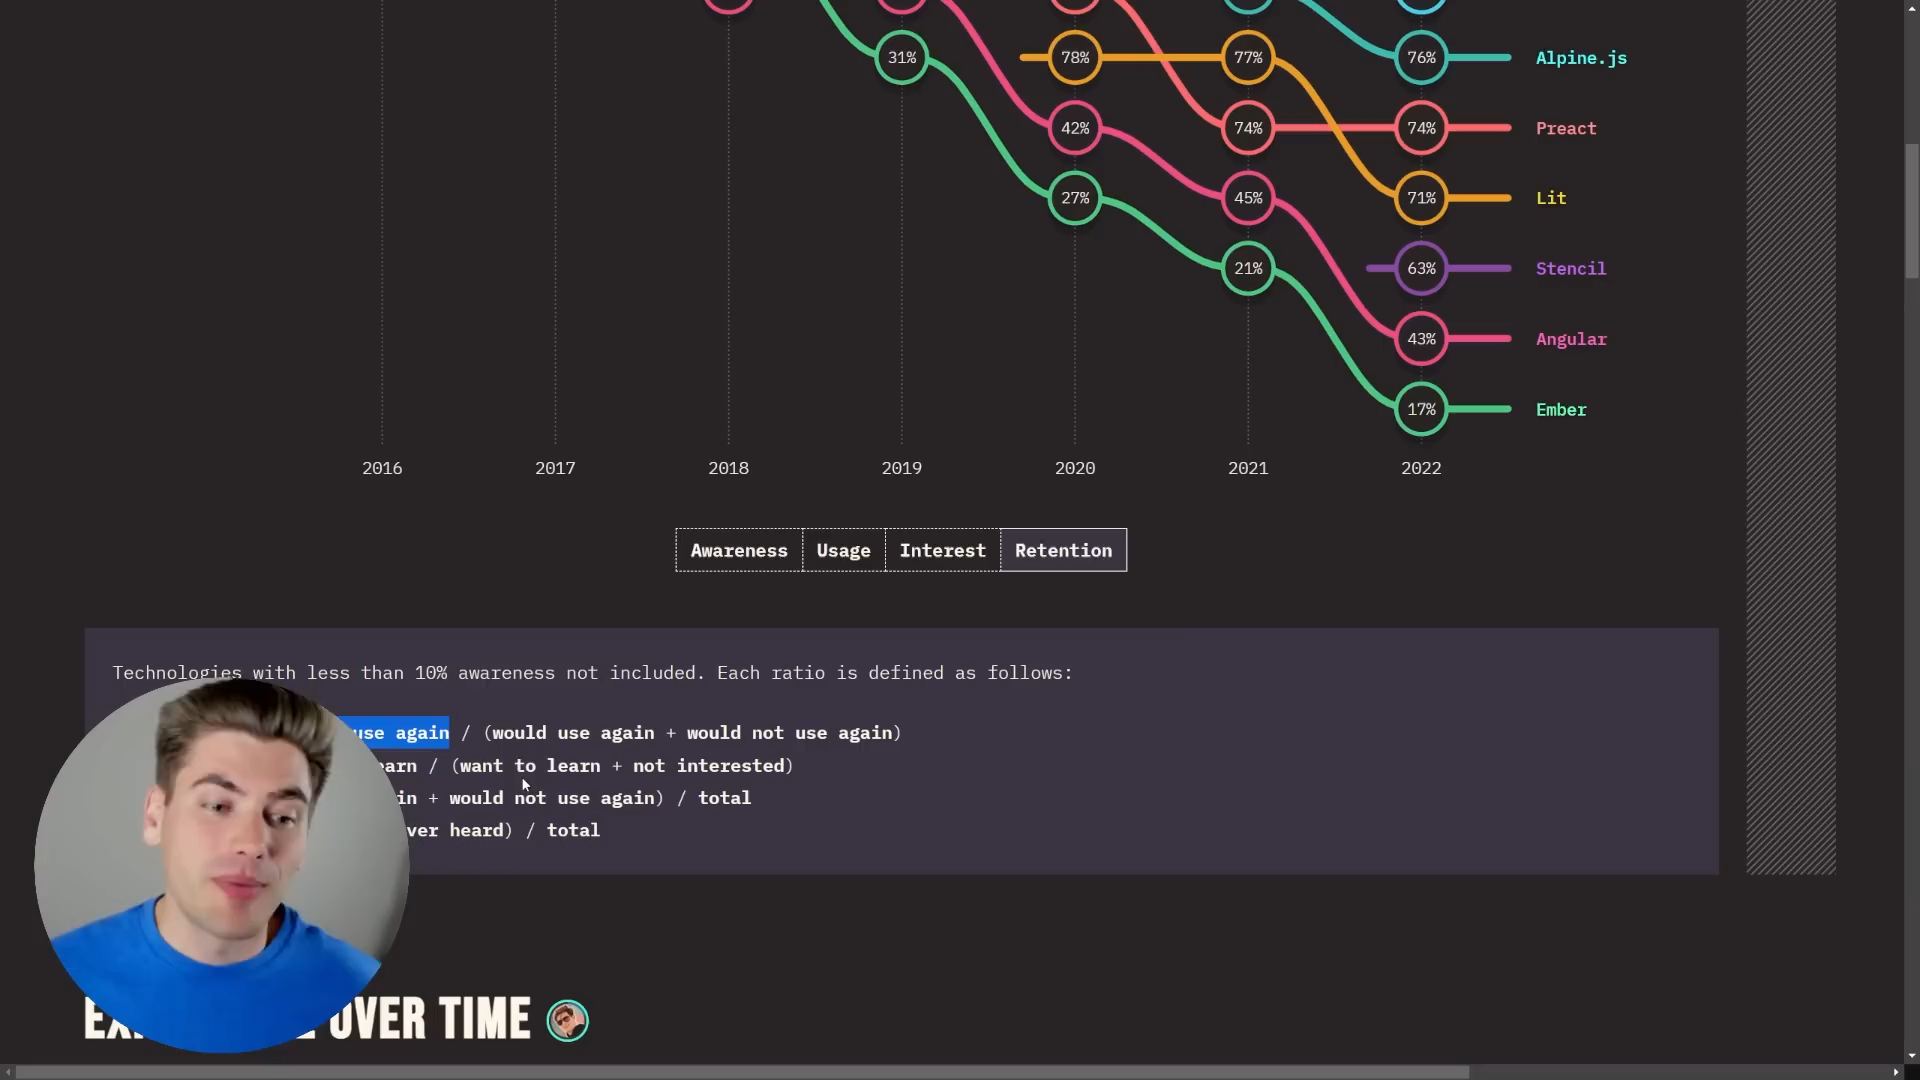 31% 78% 77% 76% Alpine.js
42% 74% 74% Preact
27% 45% 71% Lit
21% 63% Stencil
43% Angular
17% Ember
2016 2017 2018 2019 2020 2021 2022
Awareness Usage Interest Retention
Technologies with less than 10% awareness not included. Each ratio is defined as follows:
use again / (would use again + would not use again)
/ (want to learn + not interested)
+ would not use again) / total
heard) / total
OVER TIME